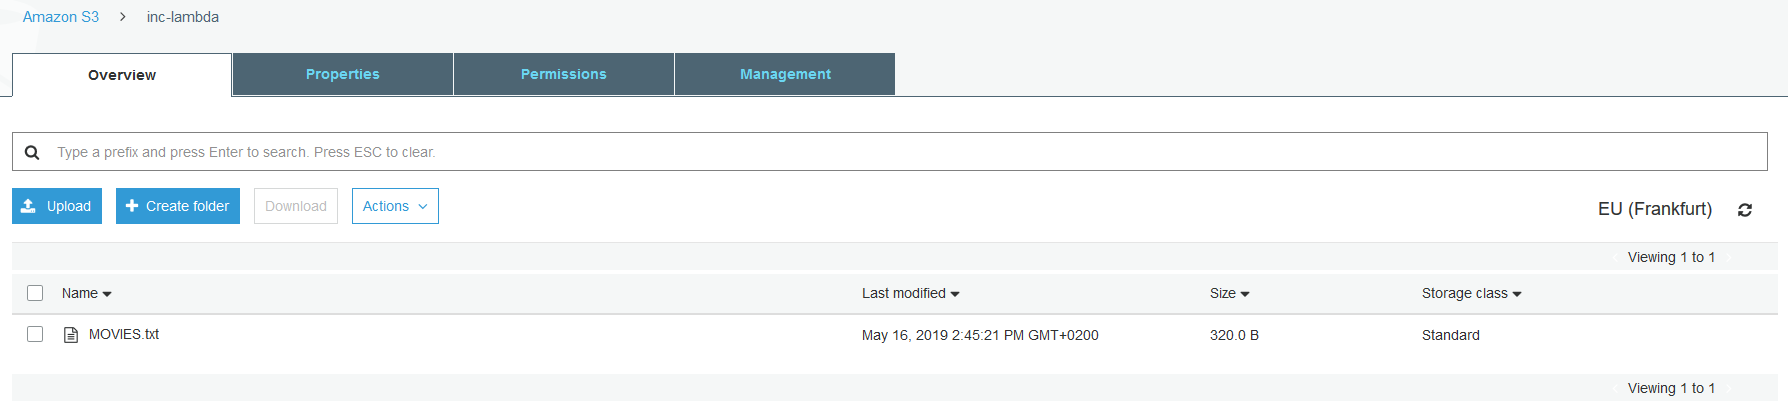 Amazon S3 > inc-lambda
Overview Properties Permissions Management
Type a prefix and press Enter to search. Press ESC to clear.
Upload Create folder Download Actions EU (Frankfurt)
Viewing 1 to 1
Name Last modified Size Storage class
MOVIES.txt May 16, 2019 2:45:21 PM GMT+0200 320.0 B Standard
Viewing 1 to 1